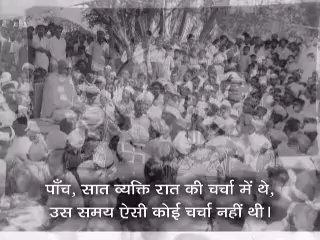 पाँच, सात व्यक्ति रात की चर्चा में थे,
उस समय ऐसी कोई चर्चा नहीं थी।